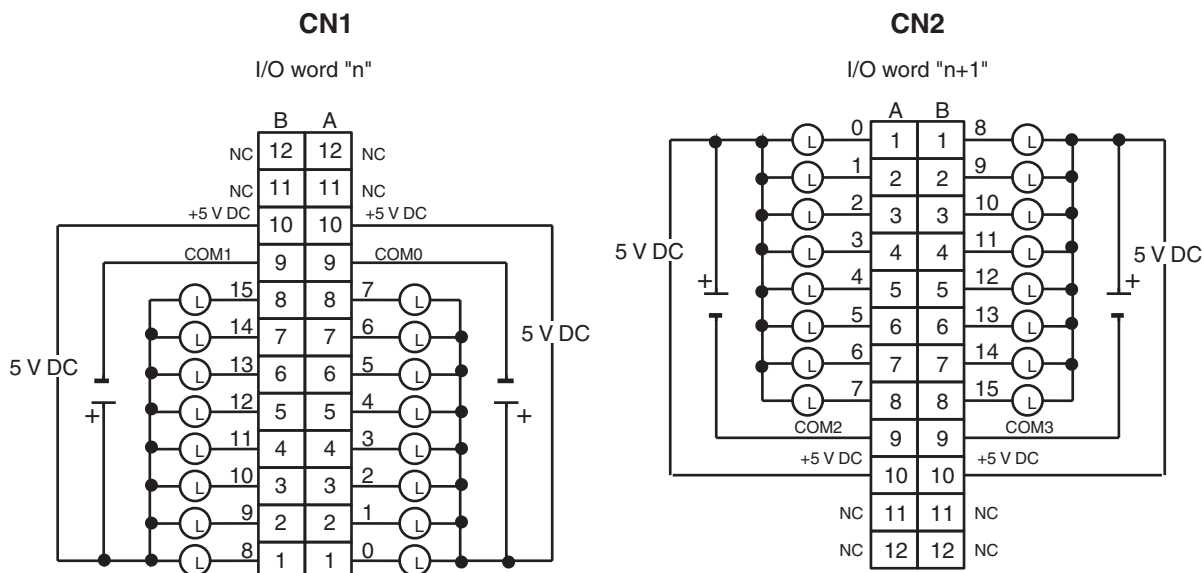 CN1
I/O word "n"
B A
NC 12 12 NC
NC 11 11 NC
+5 V DC 10 10 +5 V DC
COM1 9 9 COM0
L 15 8 8 7 L
L 14 7 7 6 L
L 13 6 6 5 L
L 12 5 5 4 L
L 11 4 4 3 L
L 10 3 3 2 L
L 9 2 2 1 L
L 8 1 1 0 L
5 V DC
+
5 V DC
+
CN2
I/O word "n+1"
A B
L 0 1 1 8 L
L 1 2 2 9 L
L 2 3 3 10 L
L 3 4 4 11 L
L 4 5 5 12 L
L 5 6 6 13 L
L 6 7 7 14 L
L 7 8 8 15 L
COM2 9 9 COM3
+5 V DC 10 10 +5 V DC
NC 11 11 NC
NC 12 12 NC
5 V DC
+
5 V DC
+